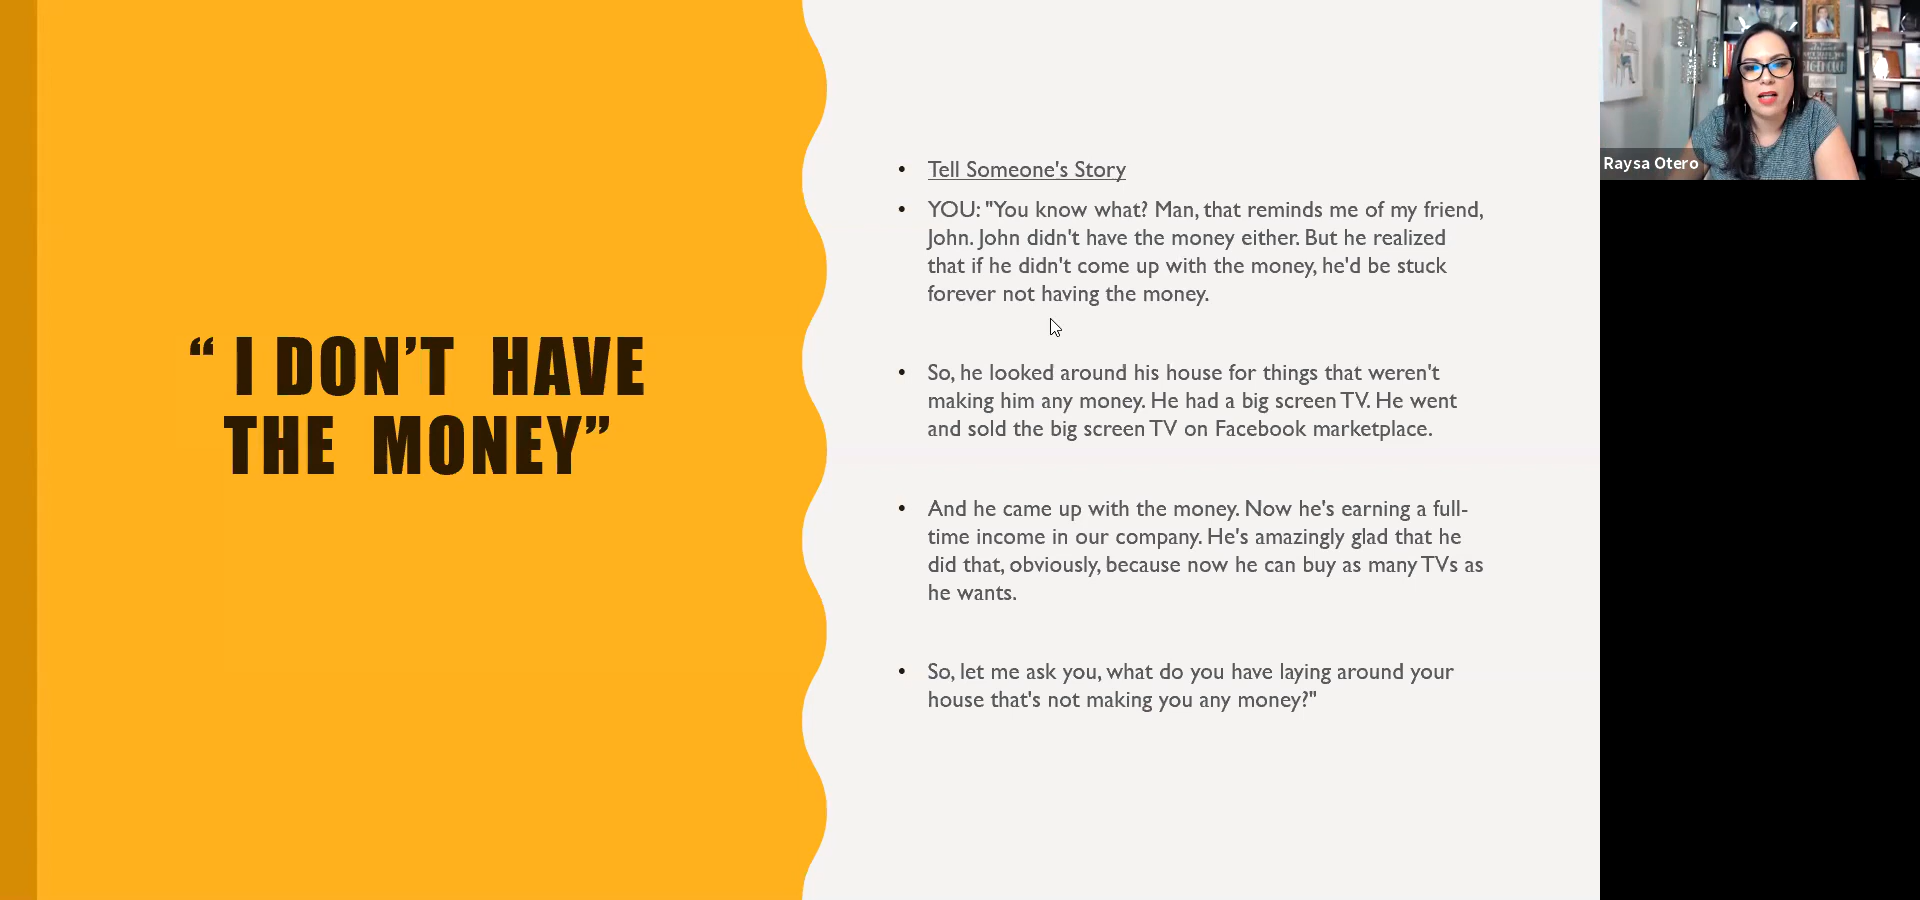 “ I DON’T HAVE
THE MONEY”
• Tell Someone's Story
• YOU: "You know what? Man, that reminds me of my friend,
John. John didn't have the money either. But he realized
that if he didn't come up with the money, he'd be stuck
forever not having the money.
• So, he looked around his house for things that weren't
making him any money. He had a big screen TV. He went
and sold the big screen TV on Facebook marketplace.
• And he came up with the money. Now he's earning a full-
time income in our company. He's amazingly glad that he
did that, obviously, because now he can buy as many TVs as
he wants.
• So, let me ask you, what do you have laying around your
house that's not making you any money?"
Raysa Otero